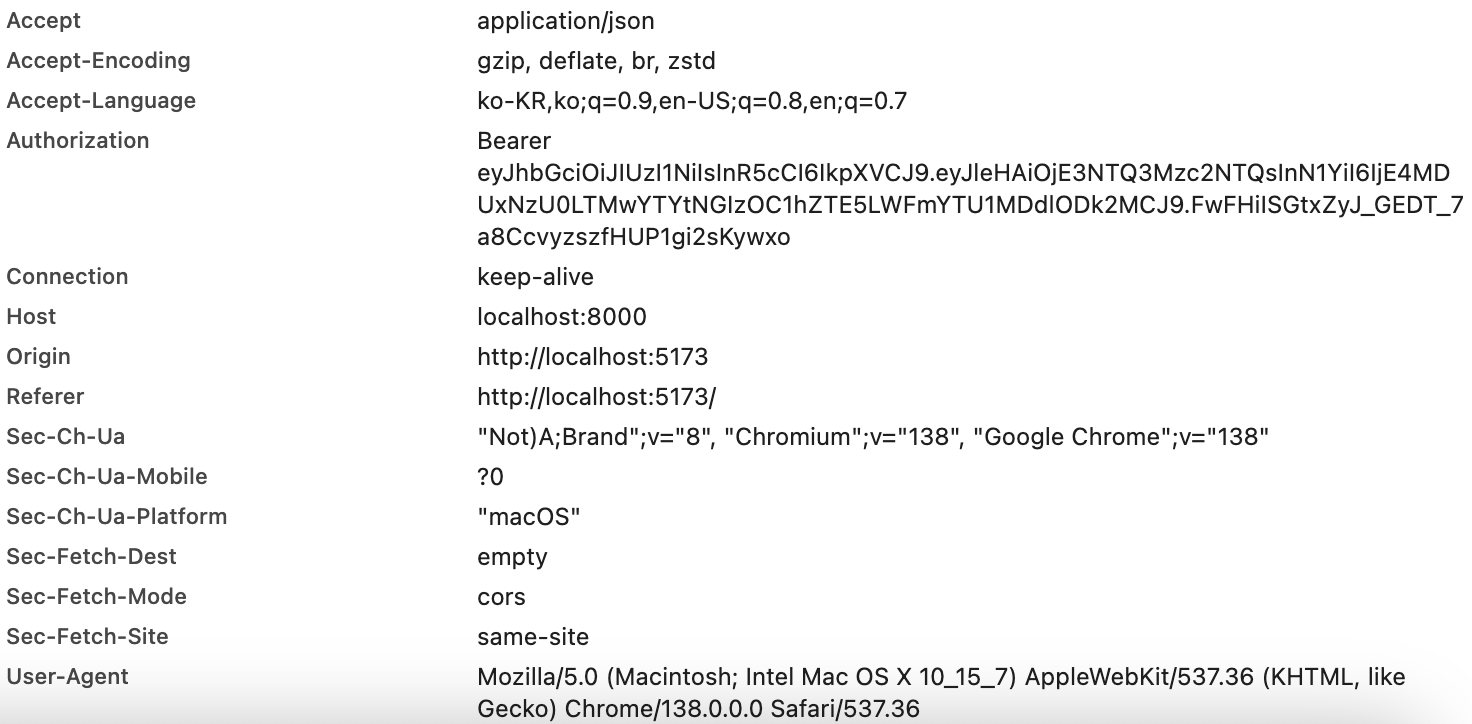 Accept application/json
Accept-Encoding gzip, deflate, br, zstd
Accept-Language ko-KR,ko;q=0.9,en-US;q=0.8,en;q=0.7
Authorization Bearer
eyJhbGciOiJIUzI1NiIsInR5cCI6IkpXVCJ9.eyJleHAiOjE3NTQ3Mzc2NTQsInN1YiI6IjE4MD
UxNzU0LTMwYTYtNGIzOC1hZTE5LWFmYTU1MDdlODk2MCJ9.FwFHiISGtxZyJ_GEDT_7
a8CcvyzszfHUP1gi2sKywxo
Connection keep-alive
Host localhost:8000
Origin http://localhost:5173
Referer http://localhost:5173/
Sec-Ch-Ua "Not)A;Brand";v="8", "Chromium";v="138", "Google Chrome";v="138"
Sec-Ch-Ua-Mobile ?0
Sec-Ch-Ua-Platform "macOS"
Sec-Fetch-Dest empty
Sec-Fetch-Mode cors
Sec-Fetch-Site same-site
User-Agent Mozilla/5.0 (Macintosh; Intel Mac OS X 10_15_7) AppleWebKit/537.36 (KHTML, like
Gecko) Chrome/138.0.0.0 Safari/537.36